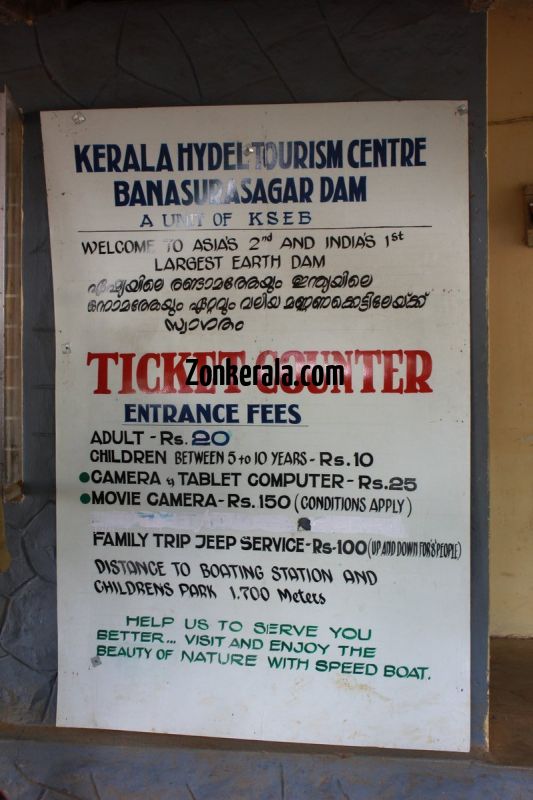 KERALA HYDEL TOURISM CENTRE
BANASURASAGAR DAM
A UNIT OF KSEB
WELCOME TO ASIA'S 2nd AND INDIA'S 1st
LARGEST EARTH DAM
ഏഷ്യയിലെ രണ്ടാമത്തേയും ഇന്ത്യയിലെ
ഒന്നാമത്തേയും ഏറ്റവും വലിയ മണ്ണണക്കെട്ടിലേയ്ക്ക്
സ്വാഗതം
TICKET COUNTER
Zonkerala.com
ENTRANCE FEES
ADULT - Rs. 20
CHILDREN BETWEEN 5 to 10 YEARS - Rs. 10
CAMERA & TABLET COMPUTER - Rs. 25
MOVIE CAMERA - Rs. 150 (CONDITIONS APPLY)
FAMILY TRIP JEEP SERVICE - Rs-100 (UP AND DOWN FOR 5 PEOPLE)
DISTANCE TO BOATING STATION AND
CHILDRENS PARK 1.700 Meters
HELP US TO SERVE YOU
BETTER... VISIT AND ENJOY THE
BEAUTY OF NATURE WITH SPEED BOAT.